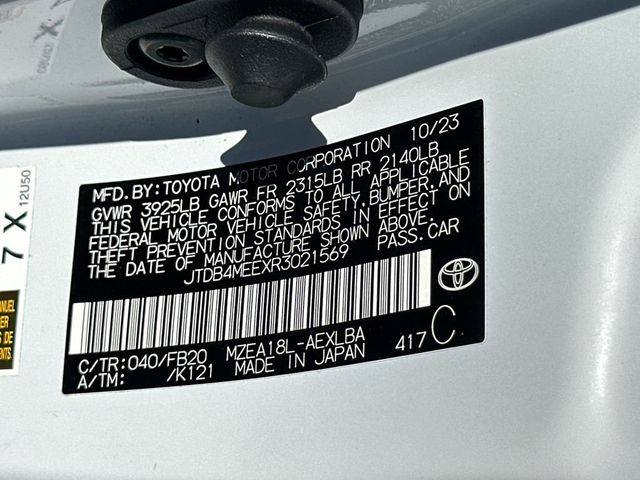 MFD. BY: TOYOTA MOTOR CORPORATION 10/23
GVWR 3925LB GAWR FR 2315LB RR 2140LB
THIS VEHICLE CONFORMS TO ALL APPLICABLE
FEDERAL MOTOR VEHICLE SAFETY, BUMPER, AND
THEFT PREVENTION STANDARDS IN EFFECT ON
THE DATE OF MANUFACTURE SHOWN ABOVE.
JTDB4MEEXR3021569 PASS. CAR
C/TR: 040/FB20 MZEA18L-AEXLBA 417 C
A/TM: /K121 MADE IN JAPAN
7 X
12U50